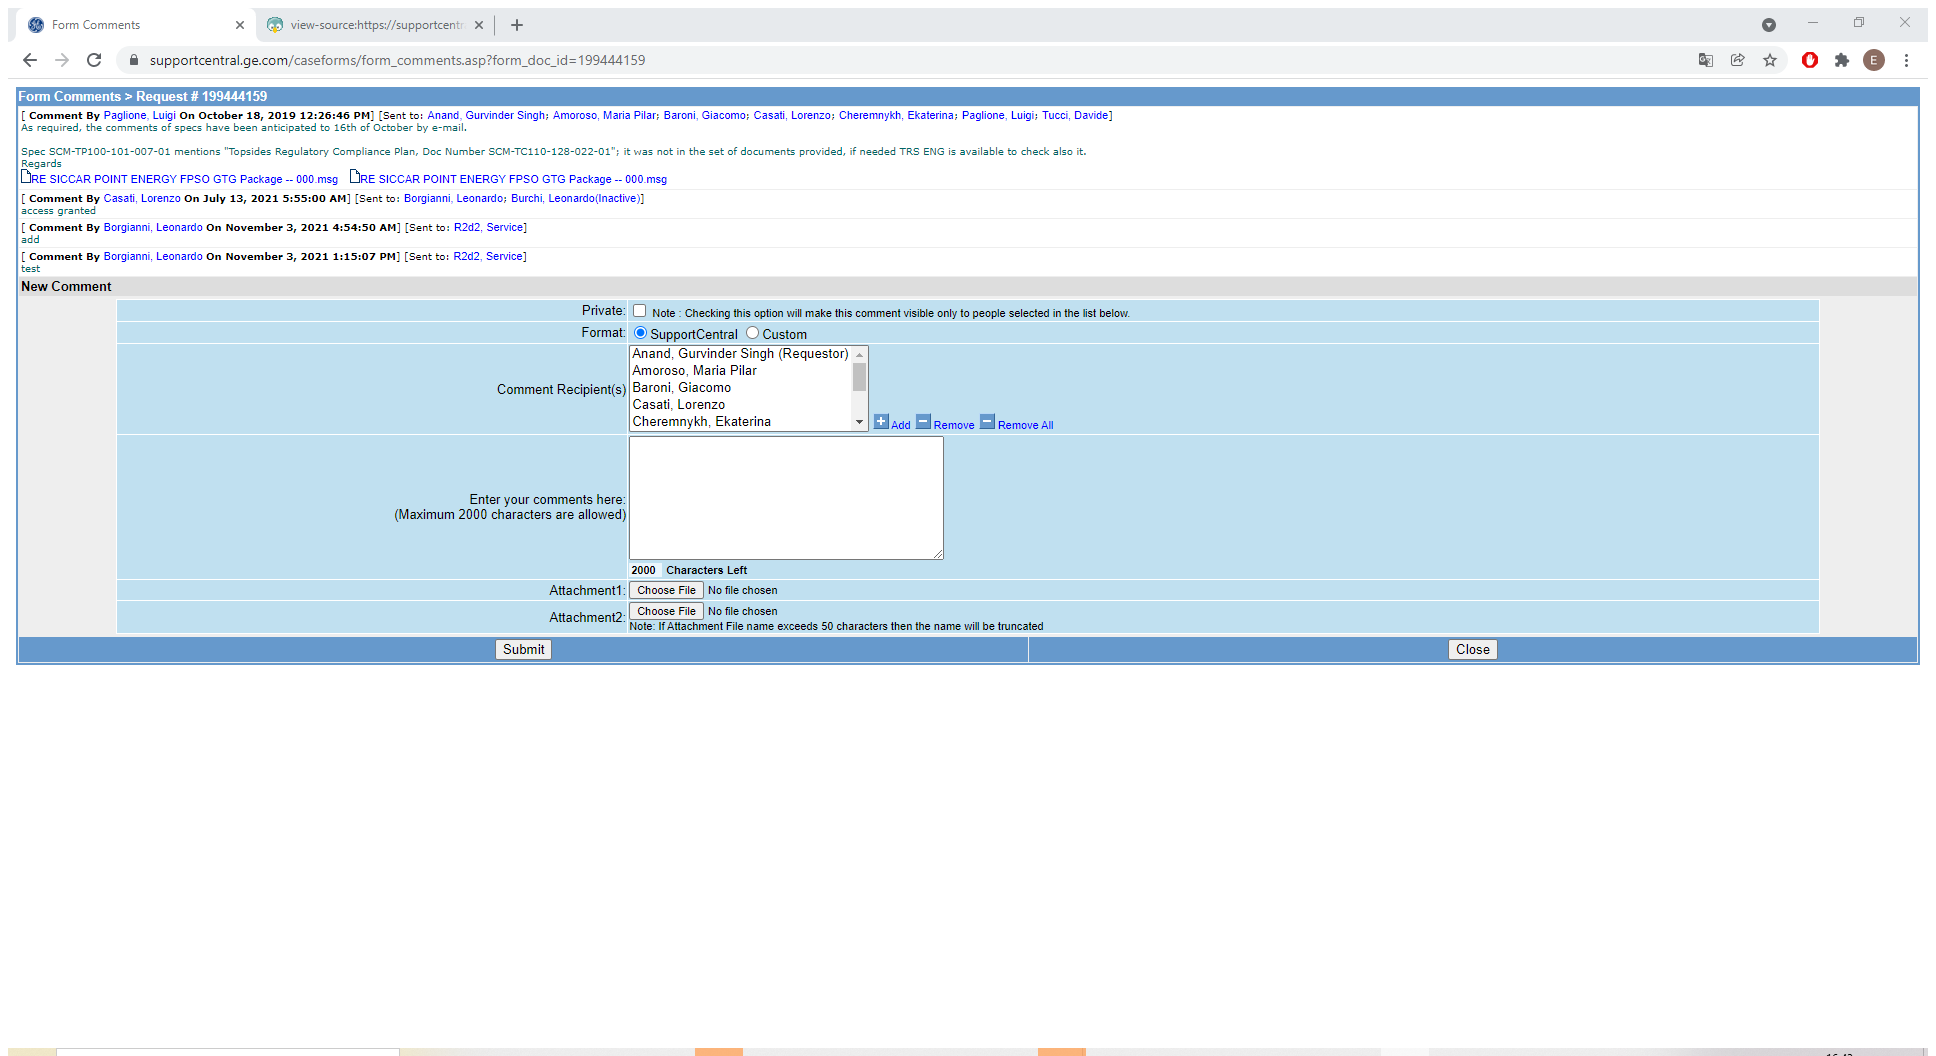 Form Comments
view-source:https://supportcentr
supportcentral.ge.com/caseforms/form_comments.asp?form_doc_id=199444159
E
Form Comments > Request # 199444159
[ Comment By Paglione, Luigi On October 18, 2019 12:26:46 PM] [Sent to: Anand, Gurvinder Singh; Amoroso, Maria Pilar; Baroni, Giacomo; Casati, Lorenzo; Cheremnykh, Ekaterina; Paglione, Luigi; Tucci, Davide]
As required, the comments of specs have been anticipated to 16th of October by e-mail.
Spec SCM-TP100-101-007-01 mentions "Topsides Regulatory Compliance Plan, Doc Number SCM-TC110-128-022-01"; it was not in the set of documents provided, if needed TRS ENG is available to check also it.
Regards
RE SICCAR POINT ENERGY FPSO GTG Package -- 000.msg RE SICCAR POINT ENERGY FPSO GTG Package -- 000.msg
[ Comment By Casati, Lorenzo On July 13, 2021 5:55:00 AM] [Sent to: Borgianni, Leonardo; Burchi, Leonardo(Inactive)]
access granted
[ Comment By Borgianni, Leonardo On November 3, 2021 4:54:50 AM] [Sent to: R2d2, Service]
add
[ Comment By Borgianni, Leonardo On November 3, 2021 1:15:07 PM] [Sent to: R2d2, Service]
test
New Comment
Private: Note : Checking this option will make this comment visible only to people selected in the list below.
Format: SupportCentral Custom
Comment Recipient(s)
Anand, Gurvinder Singh (Requestor)
Amoroso, Maria Pilar
Baroni, Giacomo
Casati, Lorenzo
Cheremnykh, Ekaterina
Add Remove Remove All
Enter your comments here:
(Maximum 2000 characters are allowed)
2000 Characters Left
Attachment1: Choose File No file chosen
Attachment2: Choose File No file chosen
Note: If Attachment File name exceeds 50 characters then the name will be truncated
Submit Close